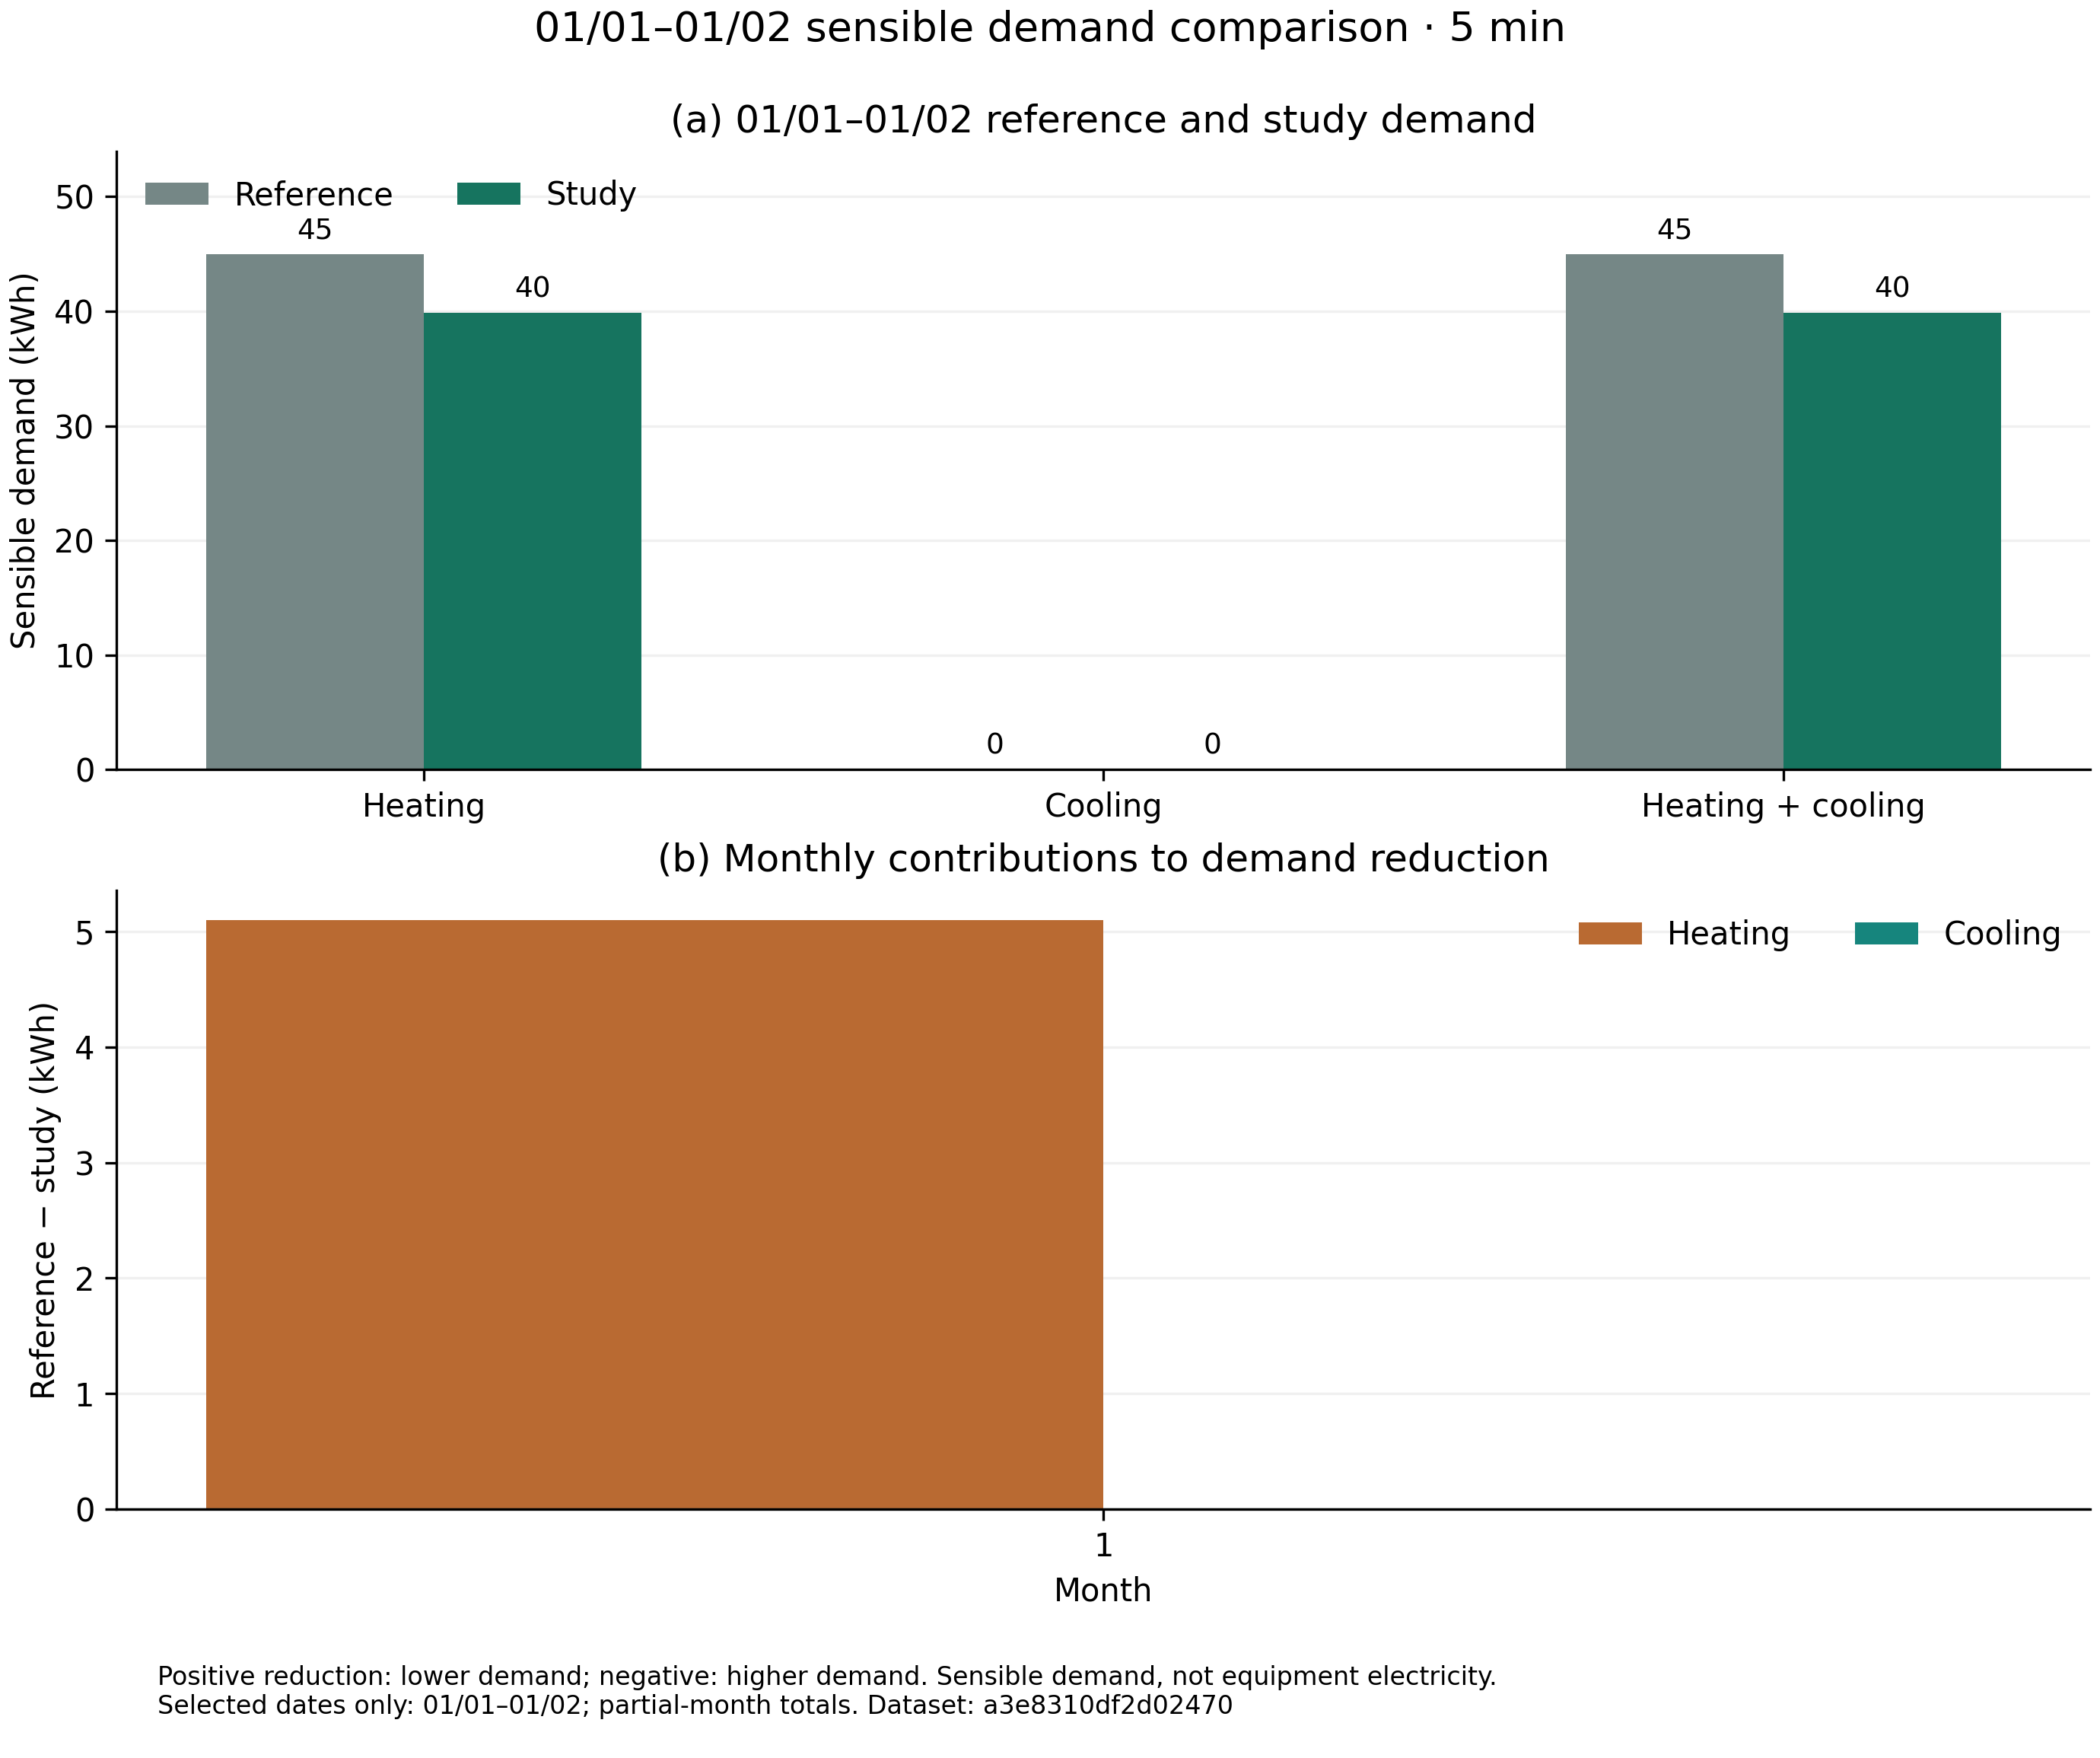 01/01–01/02 sensible demand comparison · 5 min
(a) 01/01–01/02 reference and study demand
Reference
Study
Sensible demand (kWh)
50
40
30
20
10
0
45
40
0
0
45
40
Heating
Cooling
Heating + cooling
(b) Monthly contributions to demand reduction
Heating
Cooling
Reference − study (kWh)
5
4
3
2
1
0
1
Month
Positive reduction: lower demand; negative: higher demand. Sensible demand, not equipment electricity.
Selected dates only: 01/01–01/02; partial-month totals. Dataset: a3e8310df2d02470